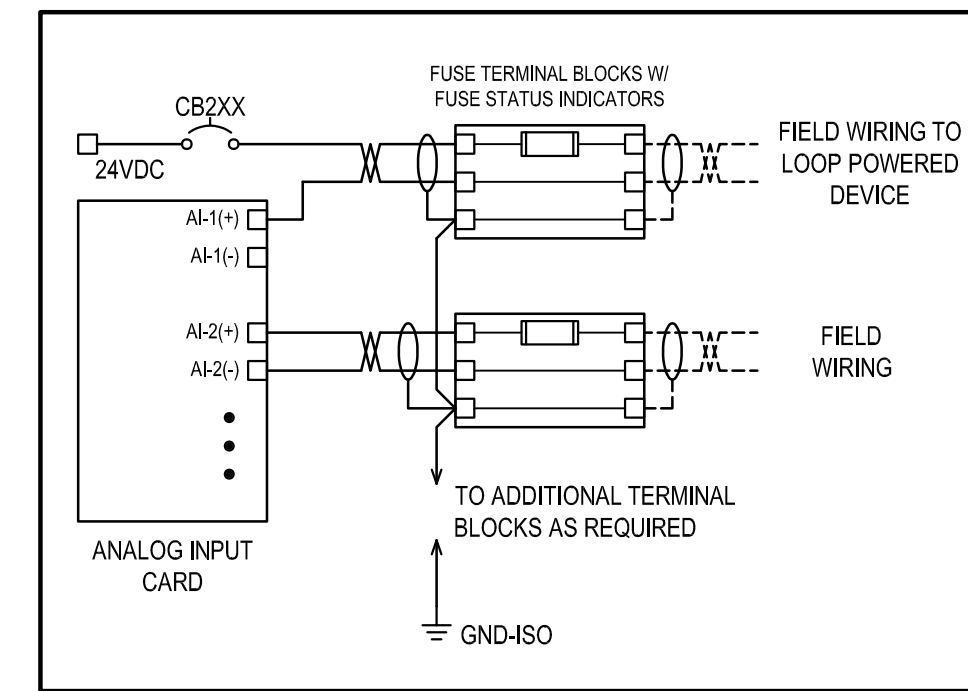 FUSE TERMINAL BLOCKS W/
FUSE STATUS INDICATORS
CB2XX
24VDC
FIELD WIRING TO
LOOP POWERED
DEVICE
AI-1(+)
AI-1(-)
AI-2(+)
AI-2(-)
FIELD
WIRING
TO ADDITIONAL TERMINAL
BLOCKS AS REQUIRED
ANALOG INPUT
CARD
GND-ISO